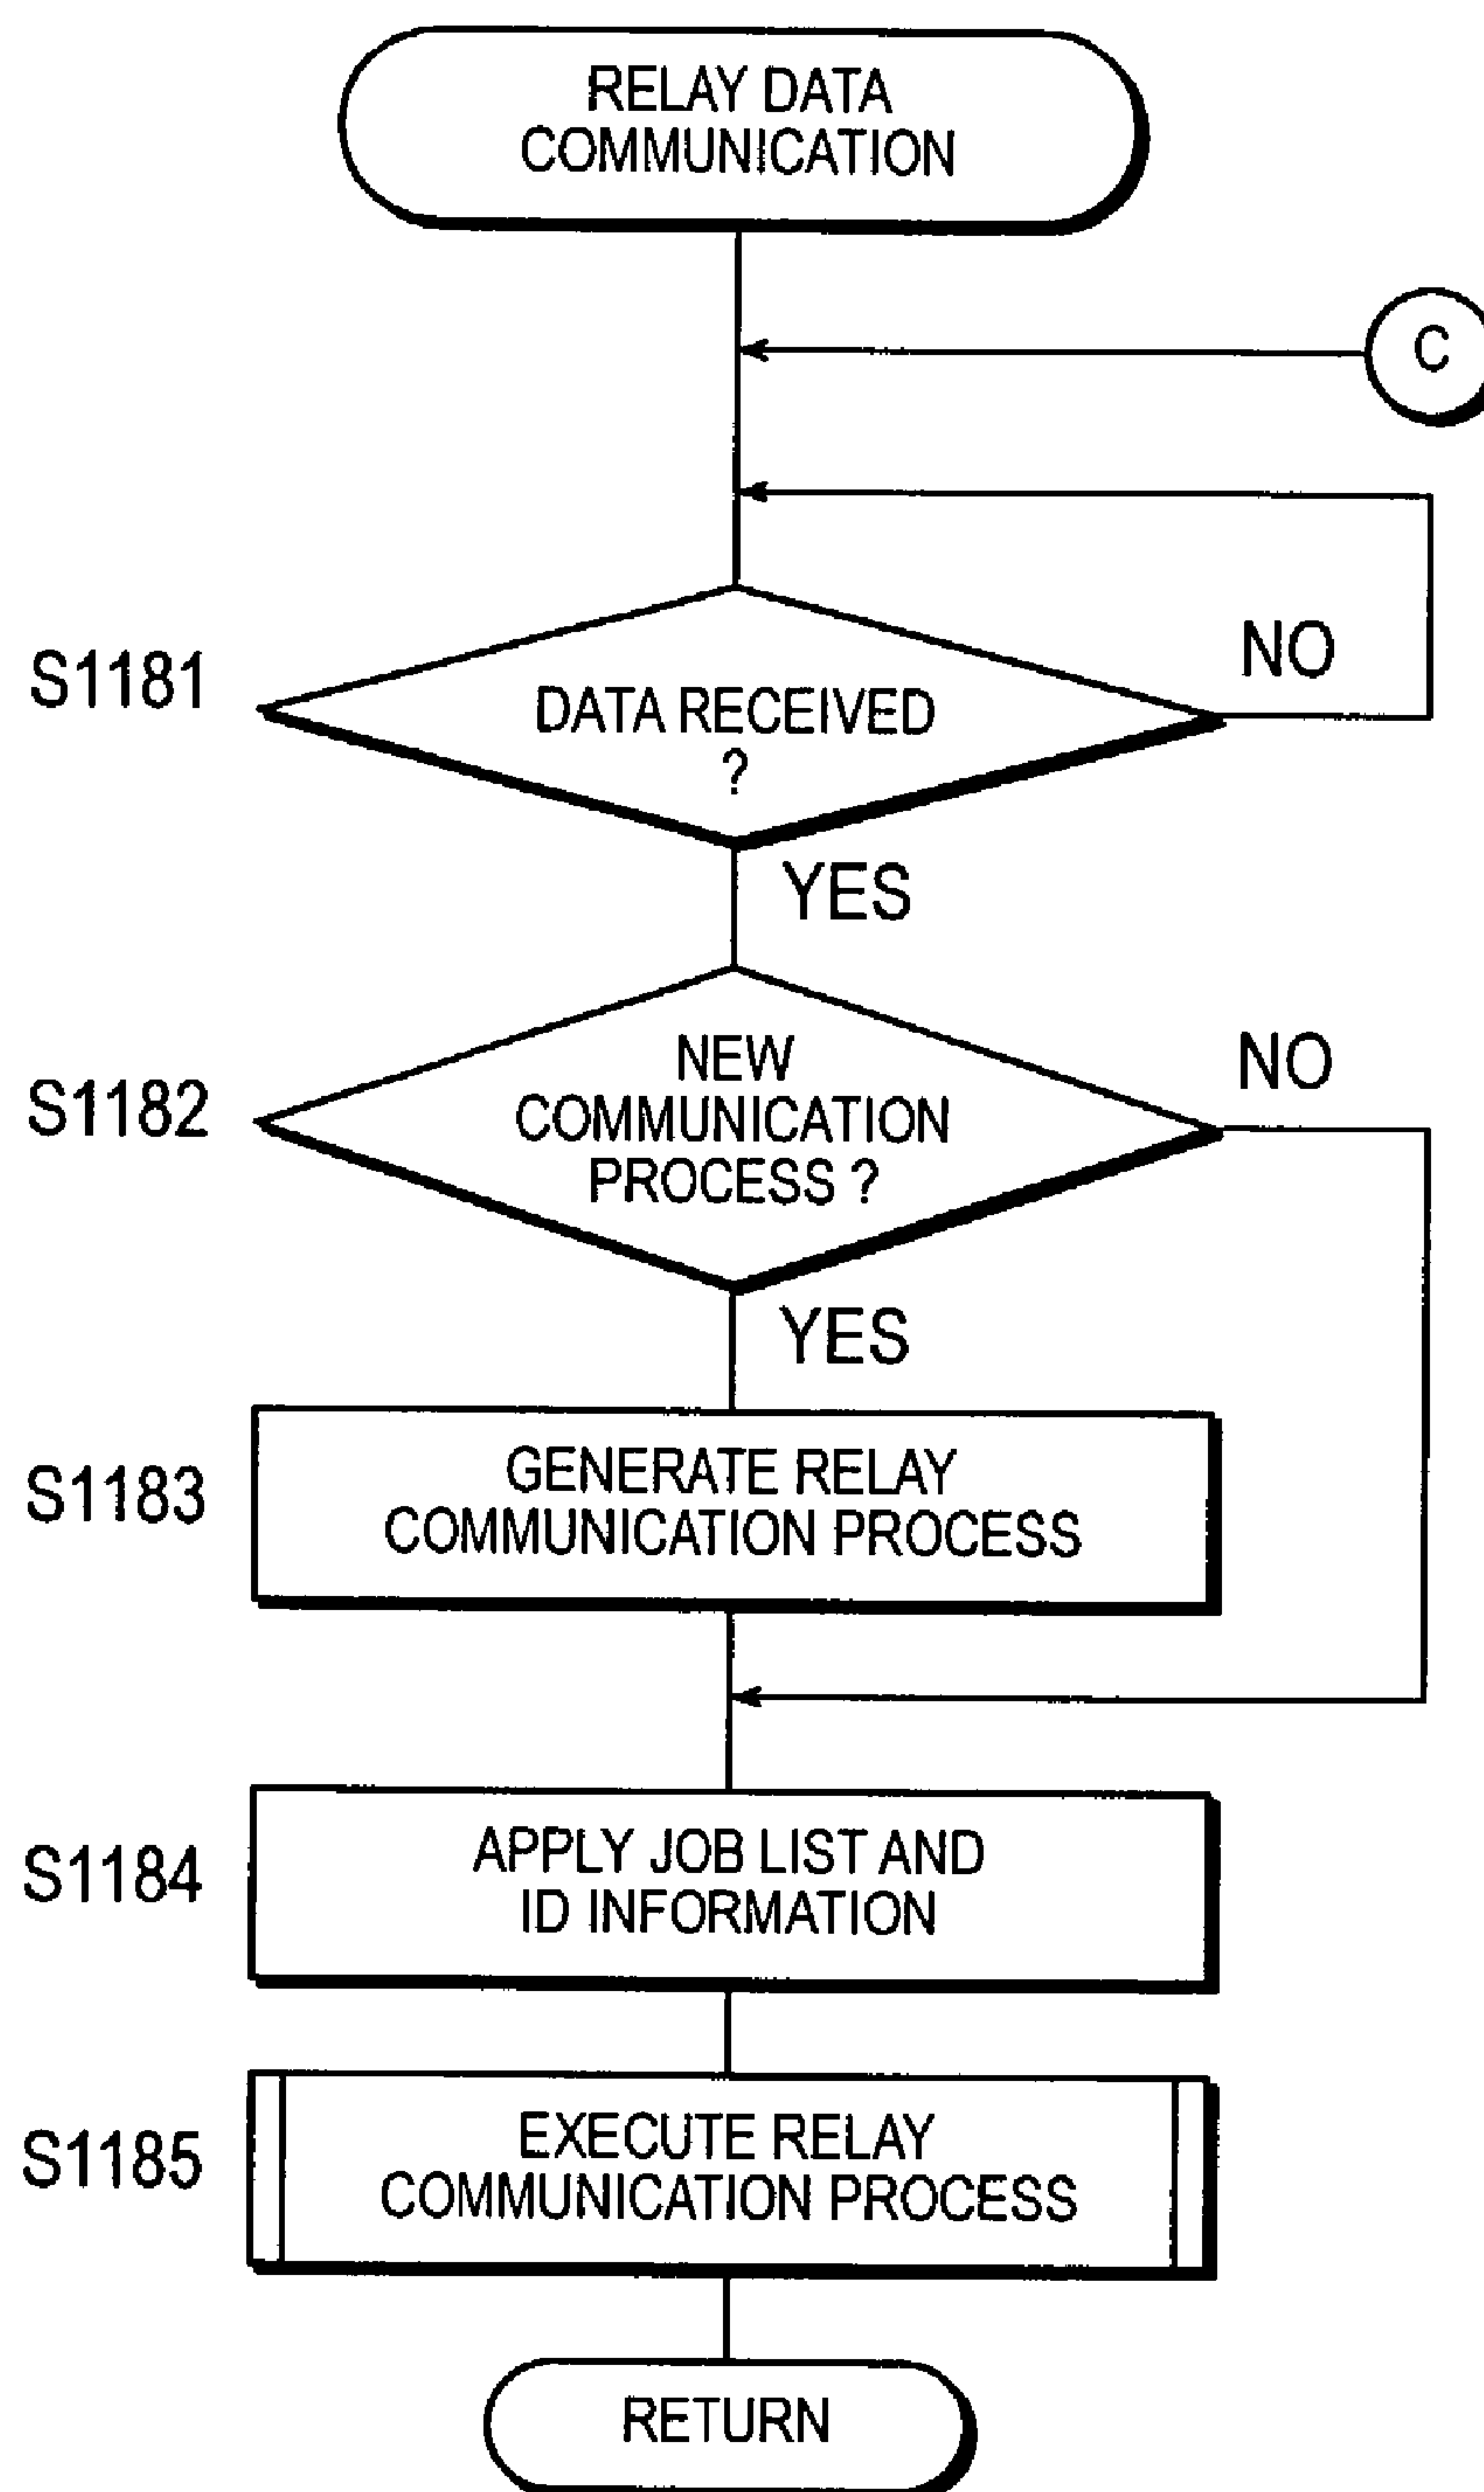 RELAY DATA
COMMUNICATION
C
NO
S1181
DATA RECEIVED
?
YES
NO
S1182
NEW
COMMUNICATION
PROCESS ?
YES
S1183
GENERATE RELAY
COMMUNICATION PROCESS
S1184
APPLY JOB LIST AND
ID INFORMATION
S1185
EXECUTE RELAY
COMMUNICATION PROCESS
RETURN